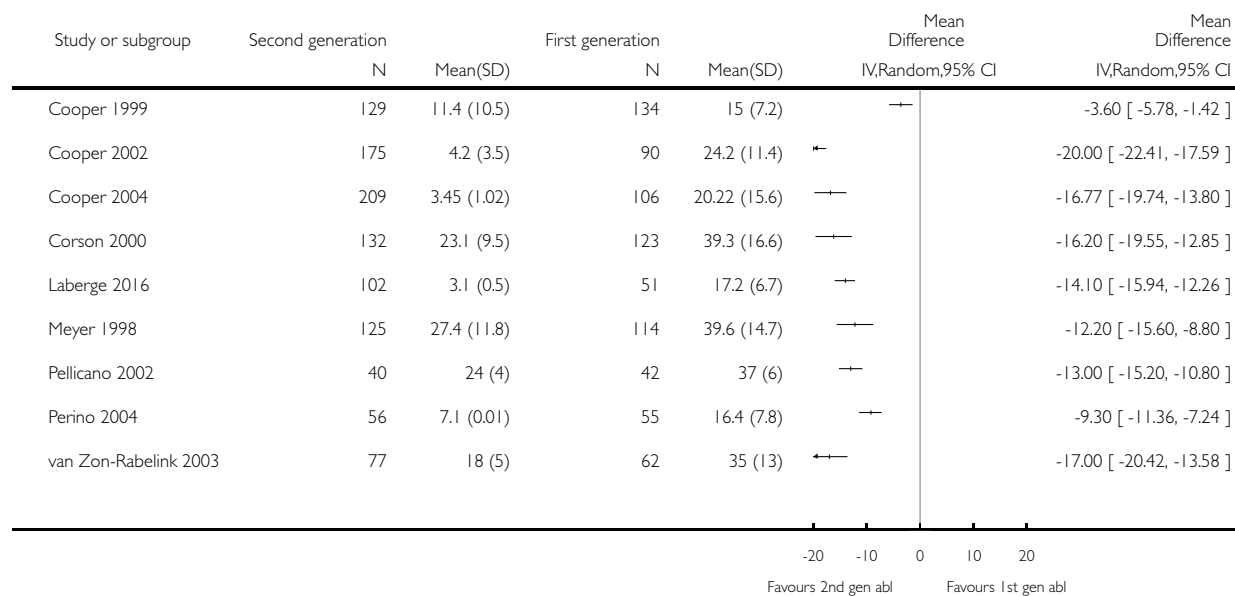 Study or subgroup Second generation First generation Mean Difference Mean Difference
N Mean(SD) N Mean(SD) IV,Random,95% CI IV,Random,95% CI
Cooper 1999 129 11.4 (10.5) 134 15 (7.2) -3.60 [ -5.78, -1.42 ]
Cooper 2002 175 4.2 (3.5) 90 24.2 (11.4) -20.00 [ -22.41, -17.59 ]
Cooper 2004 209 3.45 (1.02) 106 20.22 (15.6) -16.77 [ -19.74, -13.80 ]
Corson 2000 132 23.1 (9.5) 123 39.3 (16.6) -16.20 [ -19.55, -12.85 ]
Laberge 2016 102 3.1 (0.5) 51 17.2 (6.7) -14.10 [ -15.94, -12.26 ]
Meyer 1998 125 27.4 (11.8) 114 39.6 (14.7) -12.20 [ -15.60, -8.80 ]
Pellicano 2002 40 24 (4) 42 37 (6) -13.00 [ -15.20, -10.80 ]
Perino 2004 56 7.1 (0.01) 55 16.4 (7.8) -9.30 [ -11.36, -7.24 ]
van Zon-Rabelink 2003 77 18 (5) 62 35 (13) -17.00 [ -20.42, -13.58 ]
-20 -10 0 10 20
Favours 2nd gen abl Favours 1st gen abl